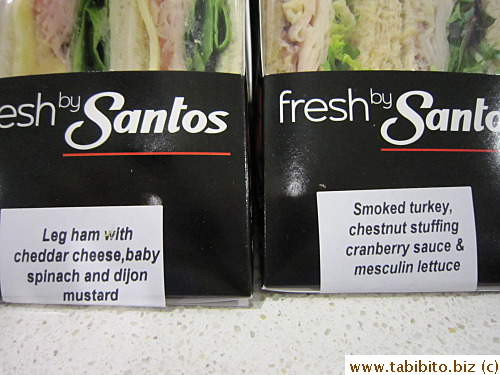 esh by
Santos
Leg ham with
cheddar cheese,baby
spinach and dijon
mustard
fresh by
Santo
Smoked turkey,
chestnut stuffing
cranberry sauce &
mesculin lettuce
www.tabibito.biz (c)